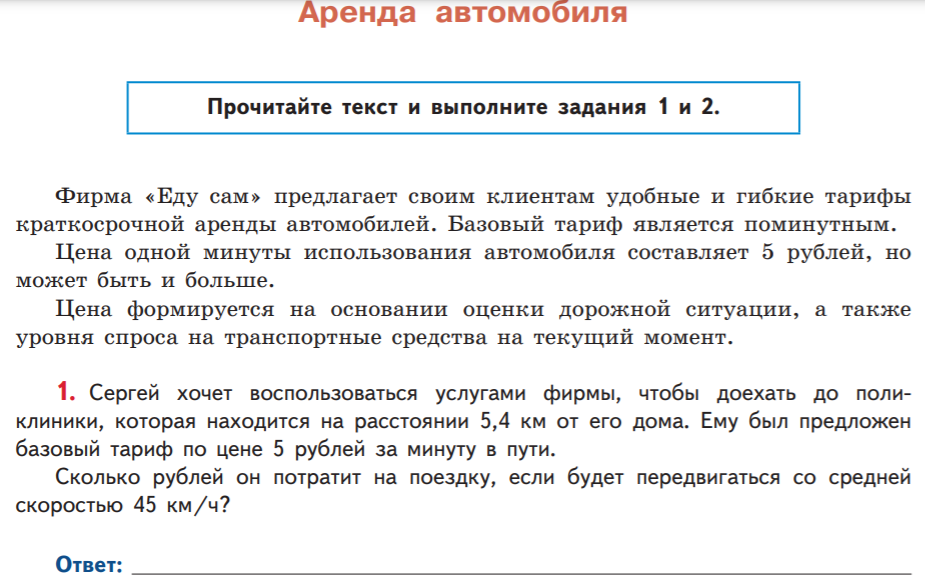 Аренда автомобиля
Прочитайте текст и выполните задания 1 и 2.
Фирма «Еду сам» предлагает своим клиентам удобные и гибкие тарифы
краткосрочной аренды автомобилей. Базовый тариф является поминутным.
Цена одной минуты использования автомобиля составляет 5 рублей, но
может быть и больше.
Цена формируется на основании оценки дорожной ситуации, а также
уровня спроса на транспортные средства на текущий момент.
1. Сергей хочет воспользоваться услугами фирмы, чтобы доехать до поли-
клиники, которая находится на расстоянии 5,4 км от его дома. Ему был предложен
базовый тариф по цене 5 рублей за минуту в пути.
Сколько рублей он потратит на поездку, если будет передвигаться со средней
скоростью 45 км/ч?
Ответ: